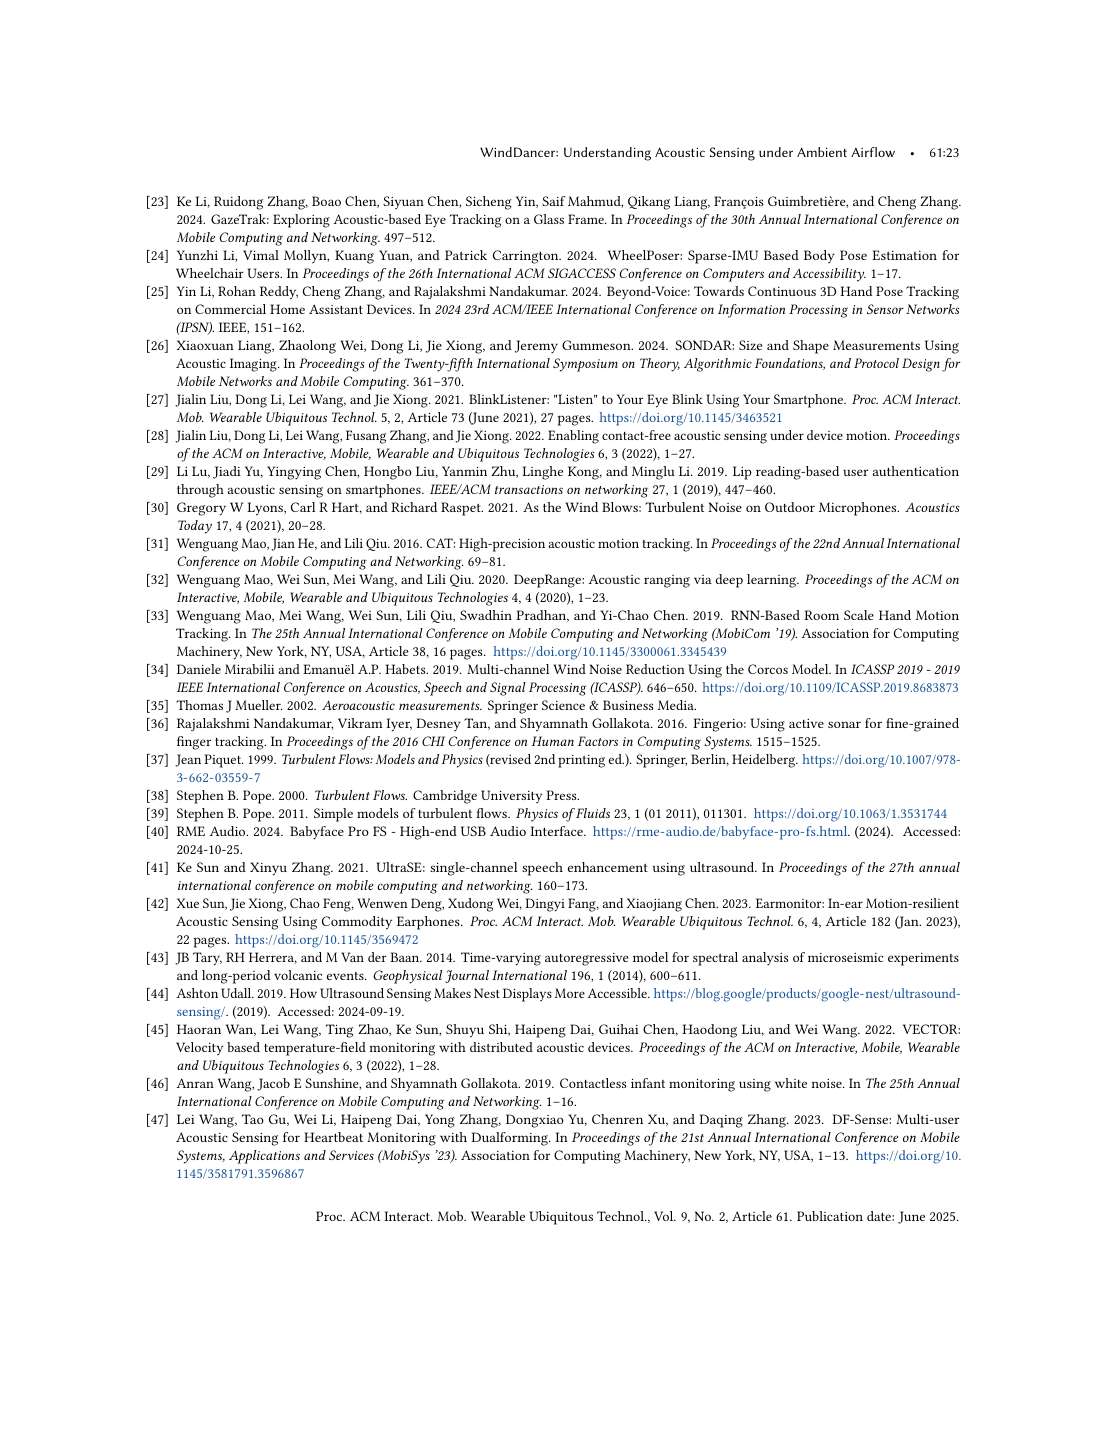 WindDancer: Understanding Acoustic Sensing under Ambient Airflow • 61:23
[23] Ke Li, Ruidong Zhang, Boao Chen, Siyuan Chen, Sicheng Yin, Saif Mahmud, Qikang Liang, François Guimbretière, and Cheng Zhang.
2024. GazeTrak: Exploring Acoustic-based Eye Tracking on a Glass Frame. In Proceedings of the 30th Annual International Conference on
Mobile Computing and Networking. 497–512.
[24] Yunzhi Li, Vimal Mollyn, Kuang Yuan, and Patrick Carrington. 2024. WheelPoser: Sparse-IMU Based Body Pose Estimation for
Wheelchair Users. In Proceedings of the 26th International ACM SIGACCESS Conference on Computers and Accessibility. 1–17.
[25] Yin Li, Rohan Reddy, Cheng Zhang, and Rajalakshmi Nandakumar. 2024. Beyond-Voice: Towards Continuous 3D Hand Pose Tracking
on Commercial Home Assistant Devices. In 2024 23rd ACM/IEEE International Conference on Information Processing in Sensor Networks
(IPSN). IEEE, 151–162.
[26] Xiaoxuan Liang, Zhaolong Wei, Dong Li, Jie Xiong, and Jeremy Gummeson. 2024. SONDAR: Size and Shape Measurements Using
Acoustic Imaging. In Proceedings of the Twenty-fifth International Symposium on Theory, Algorithmic Foundations, and Protocol Design for
Mobile Networks and Mobile Computing. 361–370.
[27] Jialin Liu, Dong Li, Lei Wang, and Jie Xiong. 2021. BlinkListener: "Listen" to Your Eye Blink Using Your Smartphone. Proc. ACM Interact.
Mob. Wearable Ubiquitous Technol. 5, 2, Article 73 (June 2021), 27 pages. https://doi.org/10.1145/3463521
[28] Jialin Liu, Dong Li, Lei Wang, Fusang Zhang, and Jie Xiong. 2022. Enabling contact-free acoustic sensing under device motion. Proceedings
of the ACM on Interactive, Mobile, Wearable and Ubiquitous Technologies 6, 3 (2022), 1–27.
[29] Li Lu, Jiadi Yu, Yingying Chen, Hongbo Liu, Yanmin Zhu, Linghe Kong, and Minglu Li. 2019. Lip reading-based user authentication
through acoustic sensing on smartphones. IEEE/ACM transactions on networking 27, 1 (2019), 447–460.
[30] Gregory W Lyons, Carl R Hart, and Richard Raspet. 2021. As the Wind Blows: Turbulent Noise on Outdoor Microphones. Acoustics
Today 17, 4 (2021), 20–28.
[31] Wenguang Mao, Jian He, and Lili Qiu. 2016. CAT: High-precision acoustic motion tracking. In Proceedings of the 22nd Annual International
Conference on Mobile Computing and Networking. 69–81.
[32] Wenguang Mao, Wei Sun, Mei Wang, and Lili Qiu. 2020. DeepRange: Acoustic ranging via deep learning. Proceedings of the ACM on
Interactive, Mobile, Wearable and Ubiquitous Technologies 4, 4 (2020), 1–23.
[33] Wenguang Mao, Mei Wang, Wei Sun, Lili Qiu, Swadhin Pradhan, and Yi-Chao Chen. 2019. RNN-Based Room Scale Hand Motion
Tracking. In The 25th Annual International Conference on Mobile Computing and Networking (MobiCom ’19). Association for Computing
Machinery, New York, NY, USA, Article 38, 16 pages. https://doi.org/10.1145/3300061.3345439
[34] Daniele Mirabilii and Emanuël A.P. Habets. 2019. Multi-channel Wind Noise Reduction Using the Corcos Model. In ICASSP 2019 - 2019
IEEE International Conference on Acoustics, Speech and Signal Processing (ICASSP). 646–650. https://doi.org/10.1109/ICASSP.2019.8683873
[35] Thomas J Mueller. 2002. Aeroacoustic measurements. Springer Science & Business Media.
[36] Rajalakshmi Nandakumar, Vikram Iyer, Desney Tan, and Shyamnath Gollakota. 2016. Fingerio: Using active sonar for fine-grained
finger tracking. In Proceedings of the 2016 CHI Conference on Human Factors in Computing Systems. 1515–1525.
[37] Jean Piquet. 1999. Turbulent Flows: Models and Physics (revised 2nd printing ed.). Springer, Berlin, Heidelberg. https://doi.org/10.1007/978-
3-662-03559-7
[38] Stephen B. Pope. 2000. Turbulent Flows. Cambridge University Press.
[39] Stephen B. Pope. 2011. Simple models of turbulent flows. Physics of Fluids 23, 1 (01 2011), 011301. https://doi.org/10.1063/1.3531744
[40] RME Audio. 2024. Babyface Pro FS - High-end USB Audio Interface. https://rme-audio.de/babyface-pro-fs.html. (2024). Accessed:
2024-10-25.
[41] Ke Sun and Xinyu Zhang. 2021. UltraSE: single-channel speech enhancement using ultrasound. In Proceedings of the 27th annual
international conference on mobile computing and networking. 160–173.
[42] Xue Sun, Jie Xiong, Chao Feng, Wenwen Deng, Xudong Wei, Dingyi Fang, and Xiaojiang Chen. 2023. Earmonitor: In-ear Motion-resilient
Acoustic Sensing Using Commodity Earphones. Proc. ACM Interact. Mob. Wearable Ubiquitous Technol. 6, 4, Article 182 (Jan. 2023),
22 pages. https://doi.org/10.1145/3569472
[43] JB Tary, RH Herrera, and M Van der Baan. 2014. Time-varying autoregressive model for spectral analysis of microseismic experiments
and long-period volcanic events. Geophysical Journal International 196, 1 (2014), 600–611.
[44] Ashton Udall. 2019. How Ultrasound Sensing Makes Nest Displays More Accessible. https://blog.google/products/google-nest/ultrasound-
sensing/. (2019). Accessed: 2024-09-19.
[45] Haoran Wan, Lei Wang, Ting Zhao, Ke Sun, Shuyu Shi, Haipeng Dai, Guihai Chen, Haodong Liu, and Wei Wang. 2022. VECTOR:
Velocity based temperature-field monitoring with distributed acoustic devices. Proceedings of the ACM on Interactive, Mobile, Wearable
and Ubiquitous Technologies 6, 3 (2022), 1–28.
[46] Anran Wang, Jacob E Sunshine, and Shyamnath Gollakota. 2019. Contactless infant monitoring using white noise. In The 25th Annual
International Conference on Mobile Computing and Networking. 1–16.
[47] Lei Wang, Tao Gu, Wei Li, Haipeng Dai, Yong Zhang, Dongxiao Yu, Chenren Xu, and Daqing Zhang. 2023. DF-Sense: Multi-user
Acoustic Sensing for Heartbeat Monitoring with Dualforming. In Proceedings of the 21st Annual International Conference on Mobile
Systems, Applications and Services (MobiSys ’23). Association for Computing Machinery, New York, NY, USA, 1–13. https://doi.org/10.
1145/3581791.3596867
Proc. ACM Interact. Mob. Wearable Ubiquitous Technol., Vol. 9, No. 2, Article 61. Publication date: June 2025.